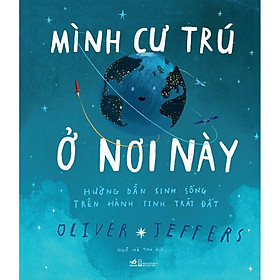 MÌNH CƯ TRÚ
Ở NƠI NÀY
HƯỚNG DẪN SINH SỐNG
TRÊN HÀNH TINH TRÁI ĐẤT
OLIVER JEFFERS